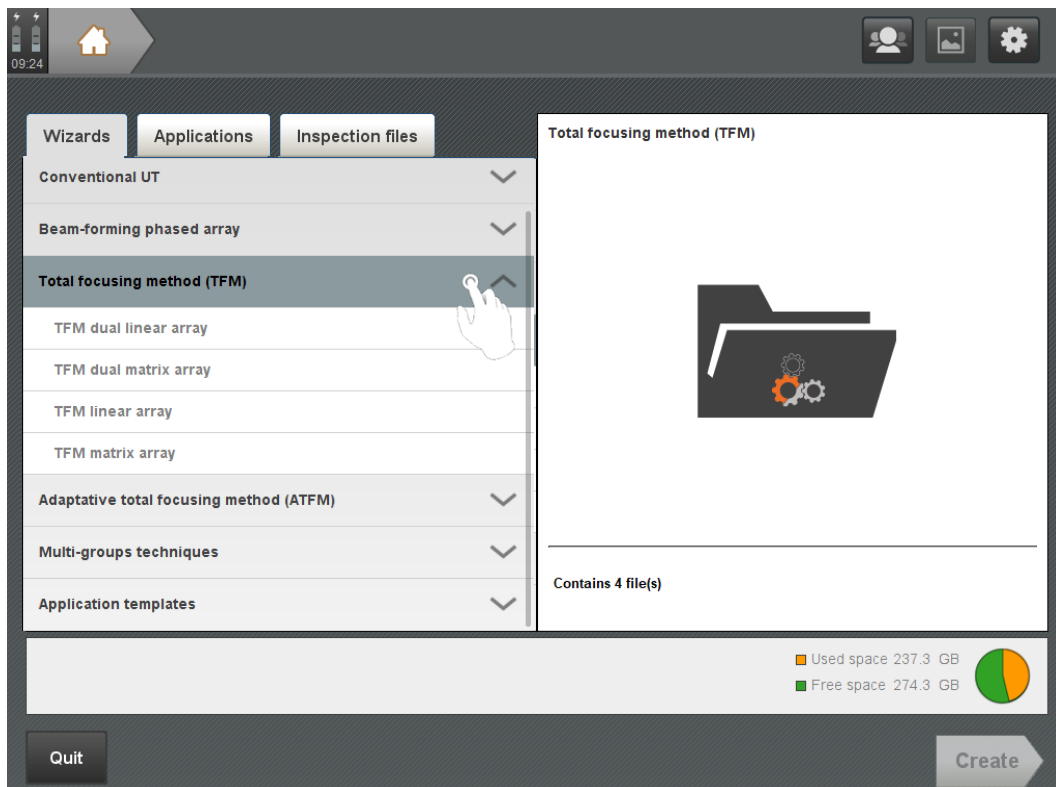 09:24
Wizards
Applications
Inspection files
Conventional UT
Beam-forming phased array
Total focusing method (TFM)
TFM dual linear array
TFM dual matrix array
TFM linear array
TFM matrix array
Adaptative total focusing method (ATFM)
Multi-groups techniques
Application templates
Total focusing method (TFM)
Contains 4 file(s)
Used space 237.3 GB
Free space 274.3 GB
Quit
Create